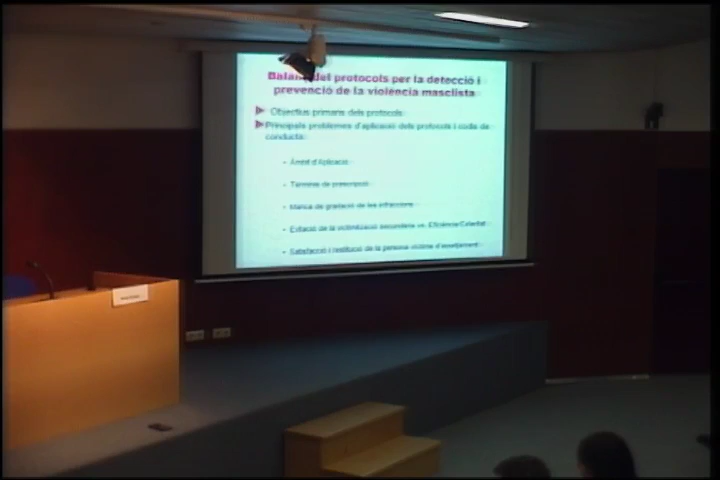 Balanç del protocols per la detecció i
prevenció de la violència masclista
Objectius primaris dels protocols
Principals problemes d'aplicació dels protocols i codis de
conducta:
Àmbit d'Aplicació
Terminis de prescripció
Manca de gradació de les infraccions
Evitació de la victimització secundària vs. Eficiència/Celeritat
Satisfacció i restitució de la persona víctima d'assetjament